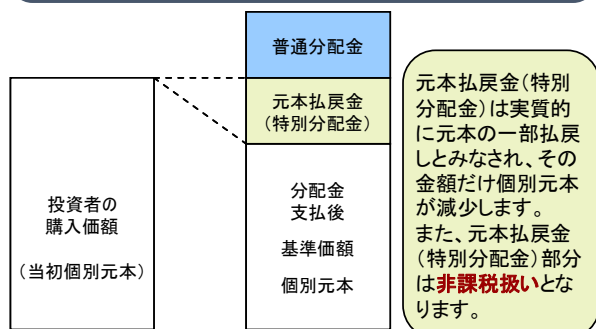 普通分配金
元本払戻金
(特別分配金)
投資者の
購入価額
(当初個別元本)
分配金
支払後
基準価額
個別元本
元本払戻金(特別
分配金)は実質的
に元本の一部払戻
しとみなされ、その
金額だけ個別元本
が減少します。
また、元本払戻金
(特別分配金)部分
は非課税扱いとな
ります。